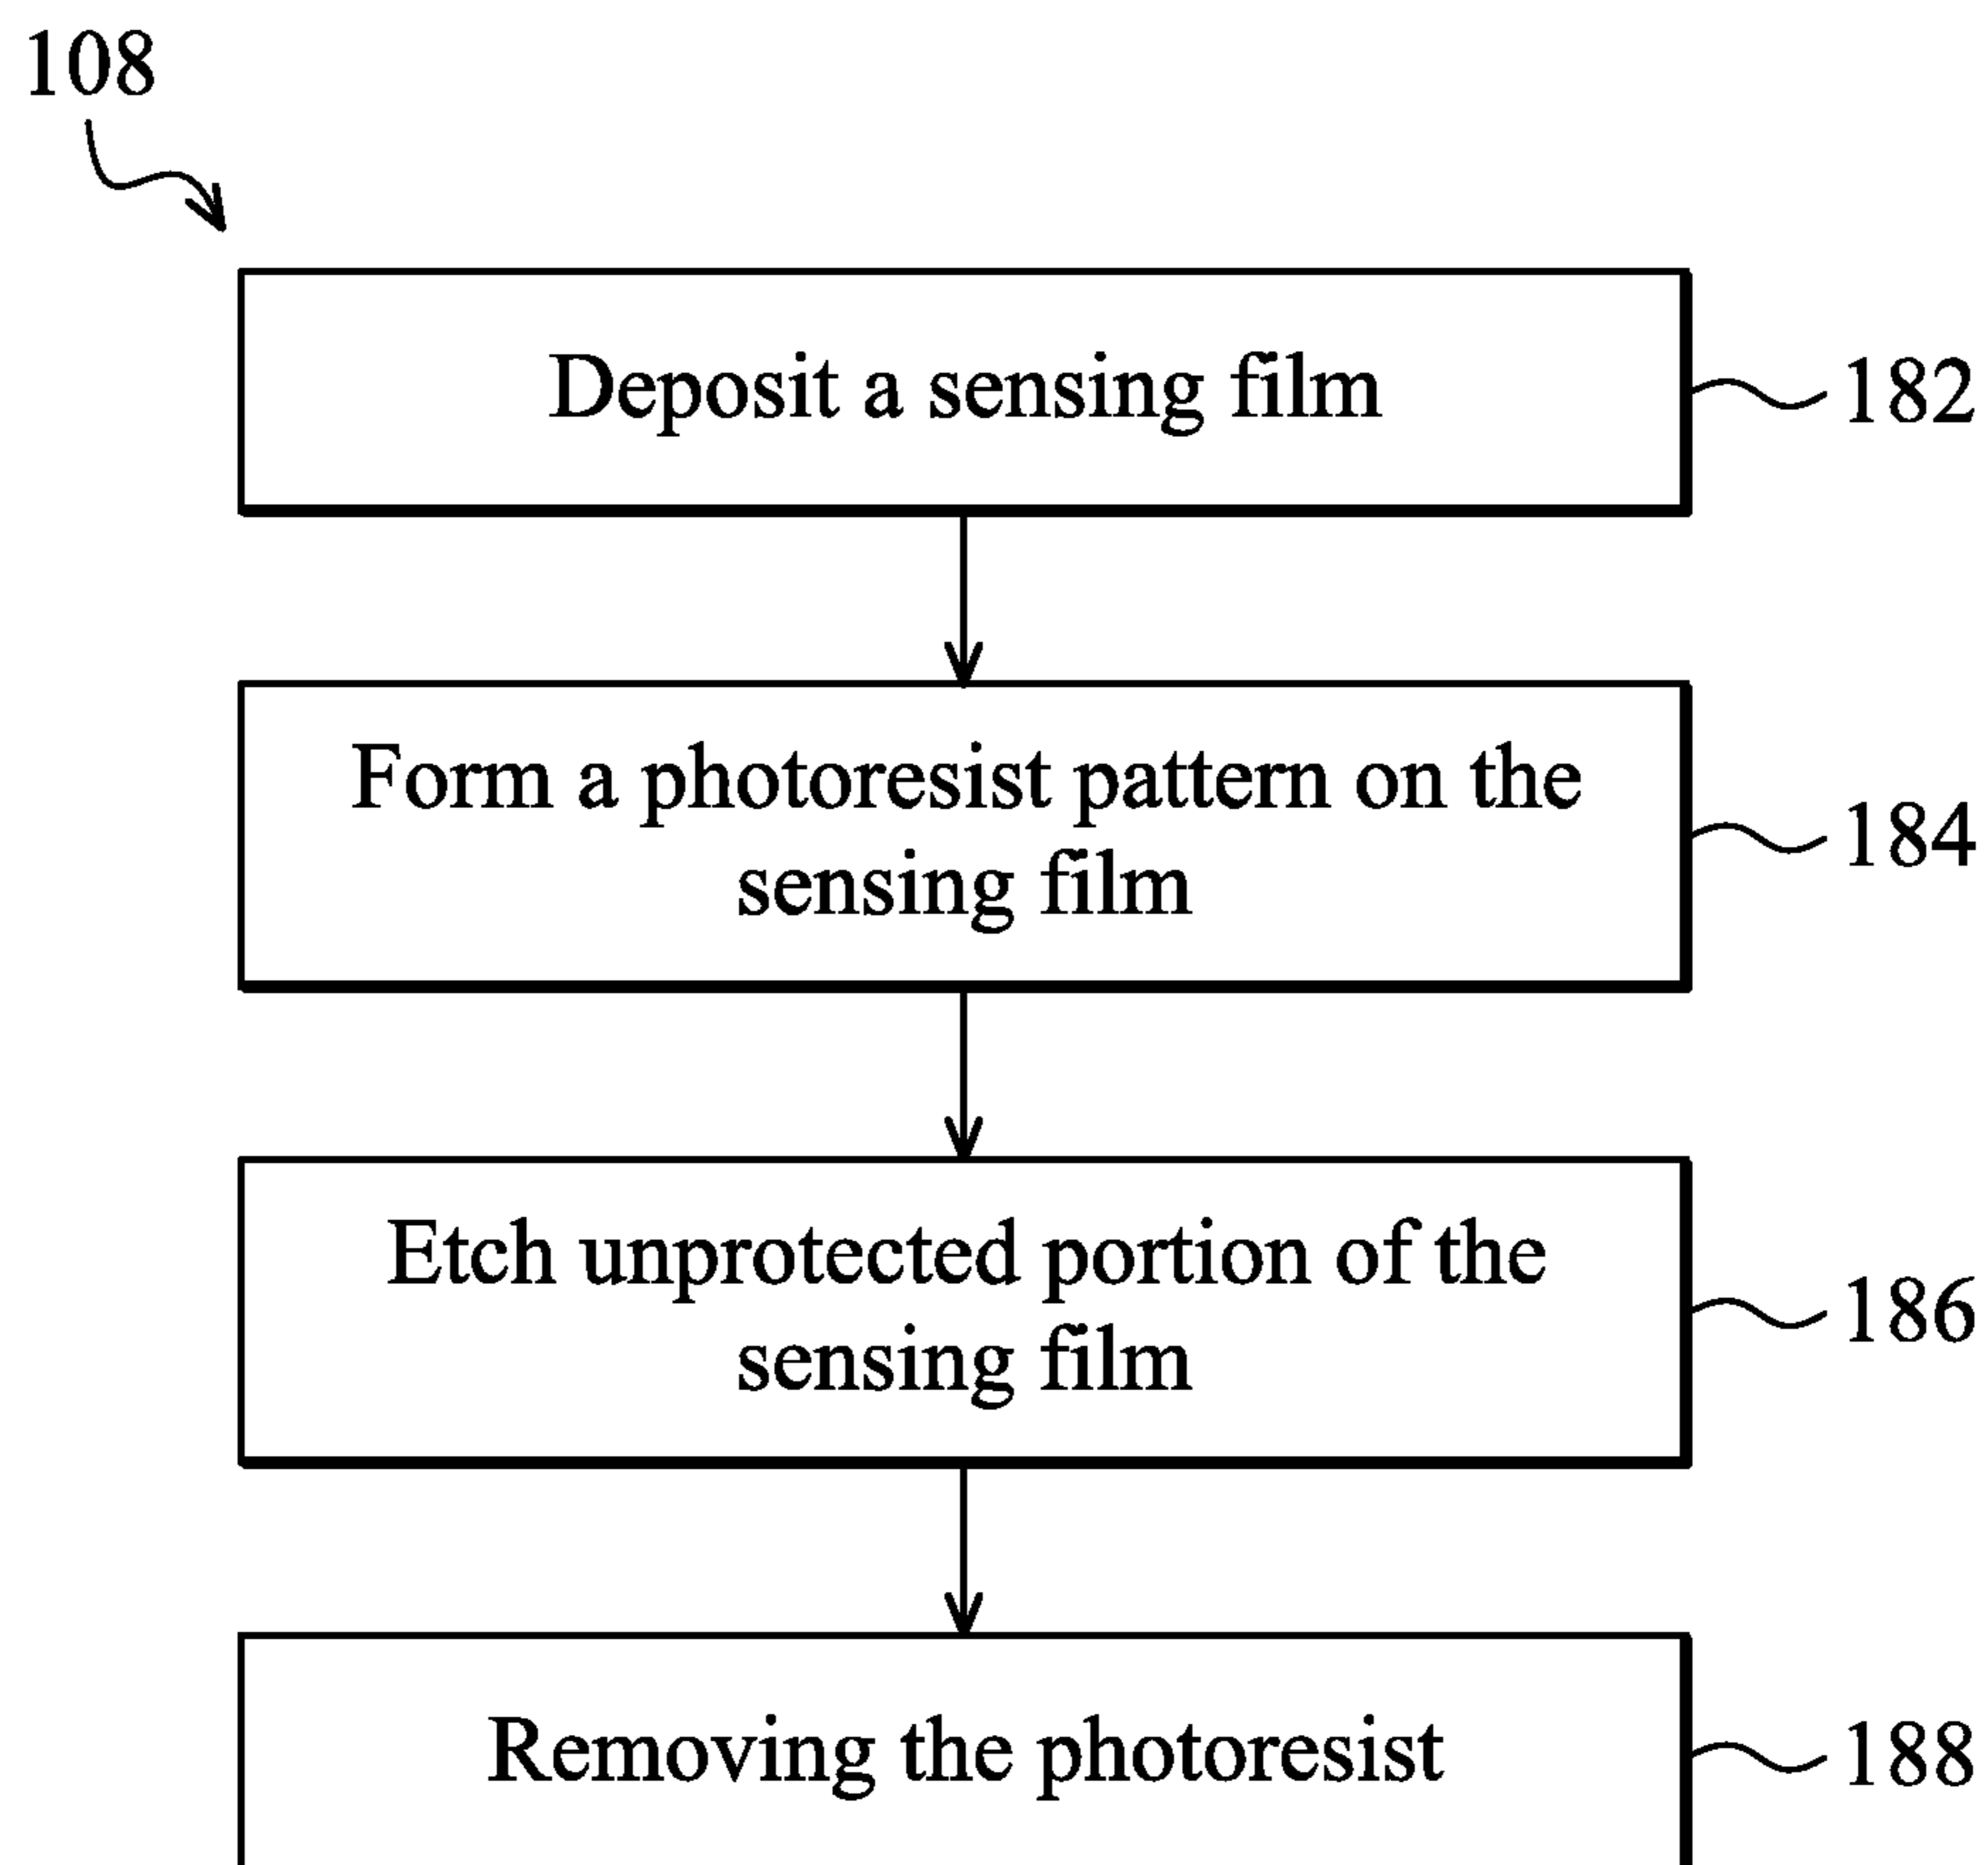 108
Deposit a sensing film
182
Form a photoresist pattern on the
sensing film
184
Etch unprotected portion of the
sensing film
186
Removing the photoresist
188